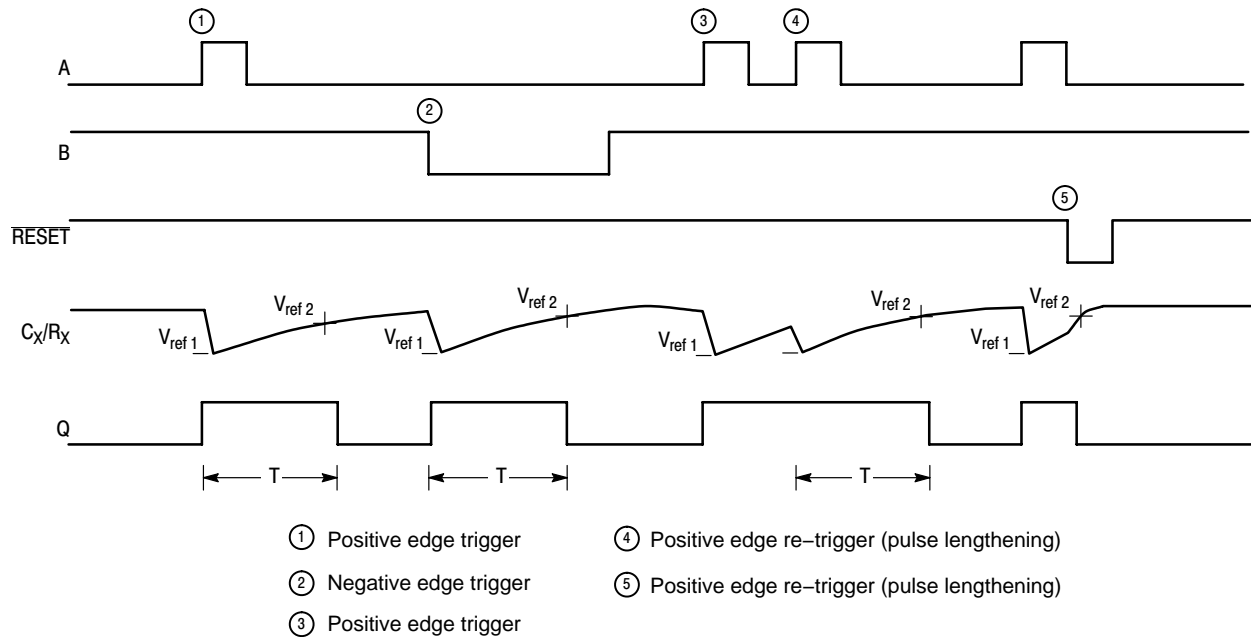 ① ③ ④
A
②
B
⑤
RESET
Vref 2 Vref 2 Vref 2 Vref 2
CX/RX
Vref 1 Vref 1 Vref 1 Vref 1
Q
T T T
① Positive edge trigger ④ Positive edge re−trigger (pulse lengthening)
② Negative edge trigger ⑤ Positive edge re−trigger (pulse lengthening)
③ Positive edge trigger